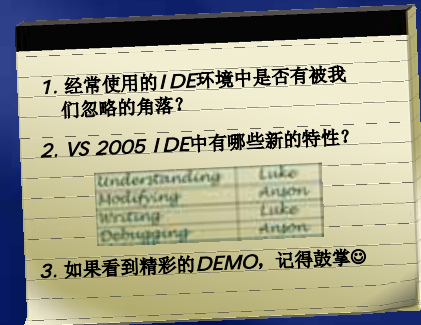 1. 经常使用的IDE环境中是否有被我
们忽略的角落？
2. VS 2005 IDE中有哪些新的特性？
Understanding Luke
Modifying Anson
Writing Luke
Debugging Anson
3. 如果看到精彩的DEMO，记得鼓掌☺